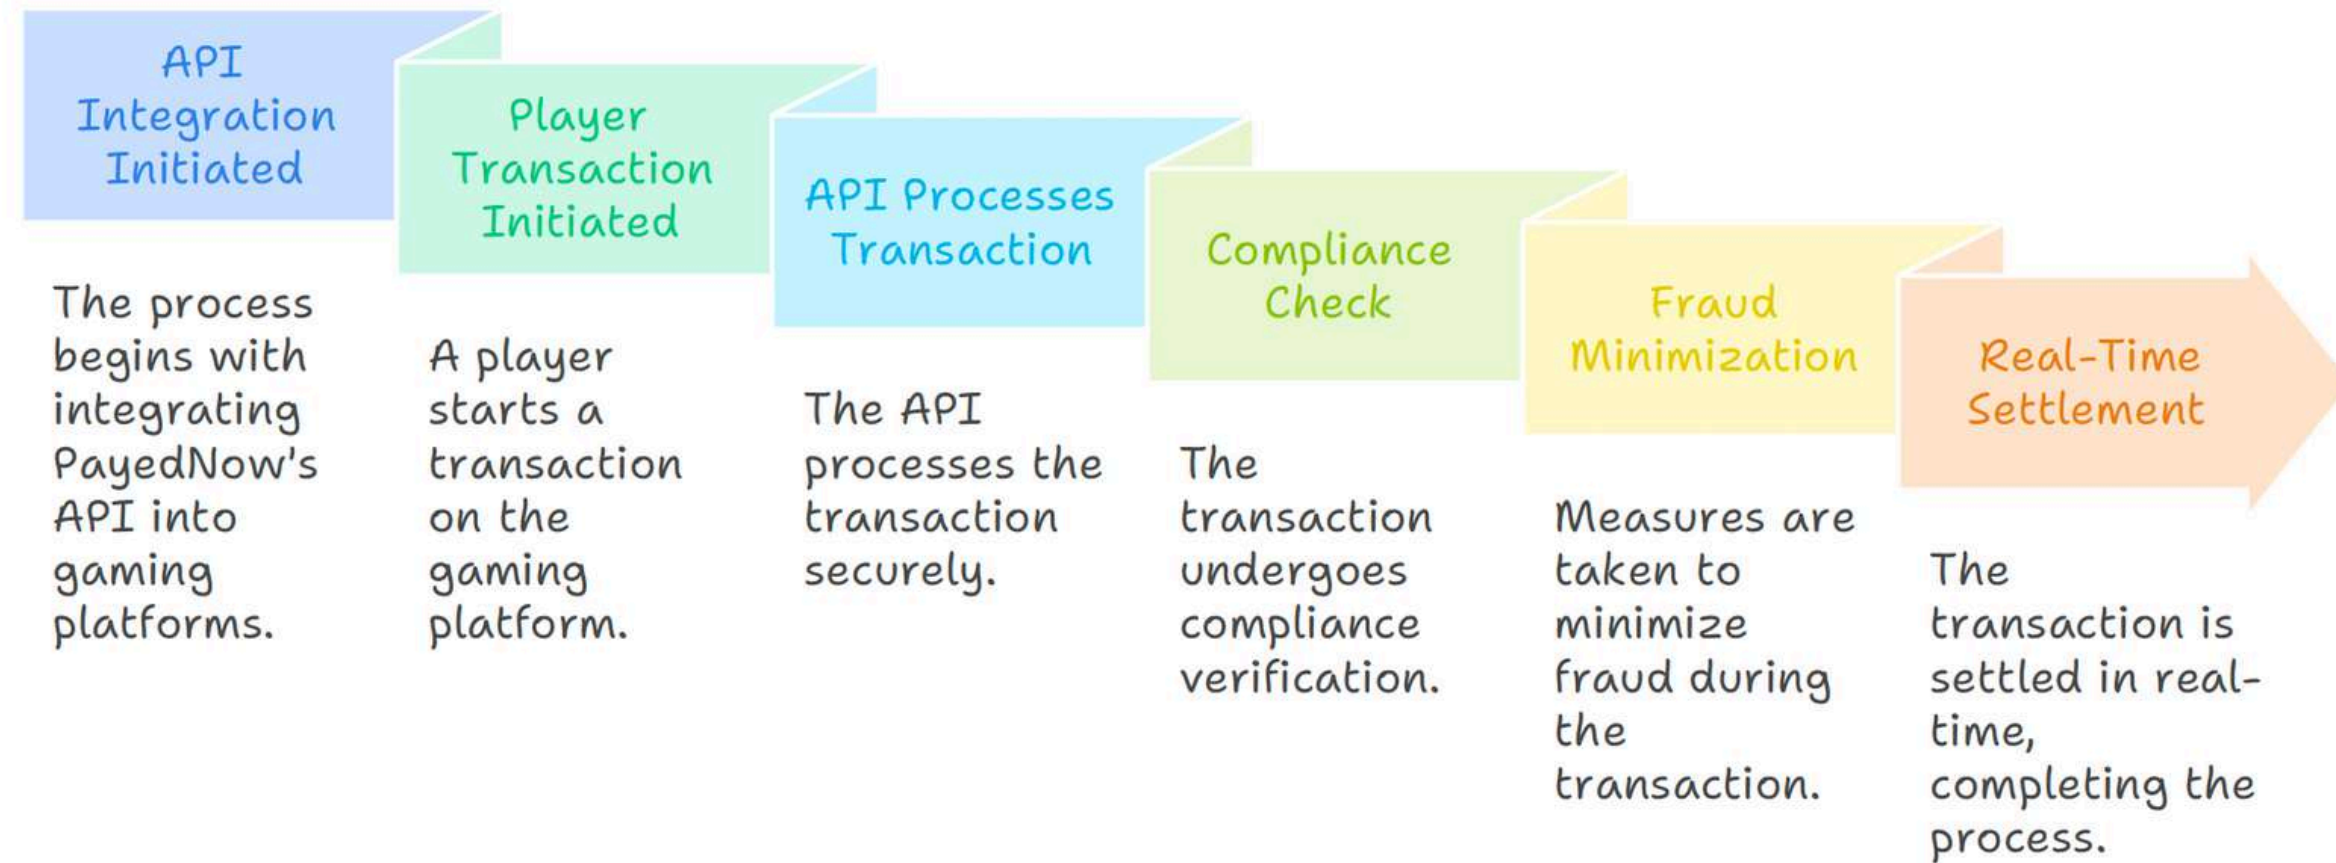 API
Integration
Initiated
The process
begins with
integrating
PayedNow's
API into
gaming
platforms.
Player
Transaction
Initiated
A player
starts a
transaction
on the
gaming
platform.
API Processes
Transaction
The API
processes the
transaction
securely.
Compliance
Check
The
transaction
undergoes
compliance
verification.
Fraud
Minimization
Measures are
taken to
minimize
fraud during
the
transaction.
Real-Time
Settlement
The
transaction is
settled in real-
time,
completing the
process.